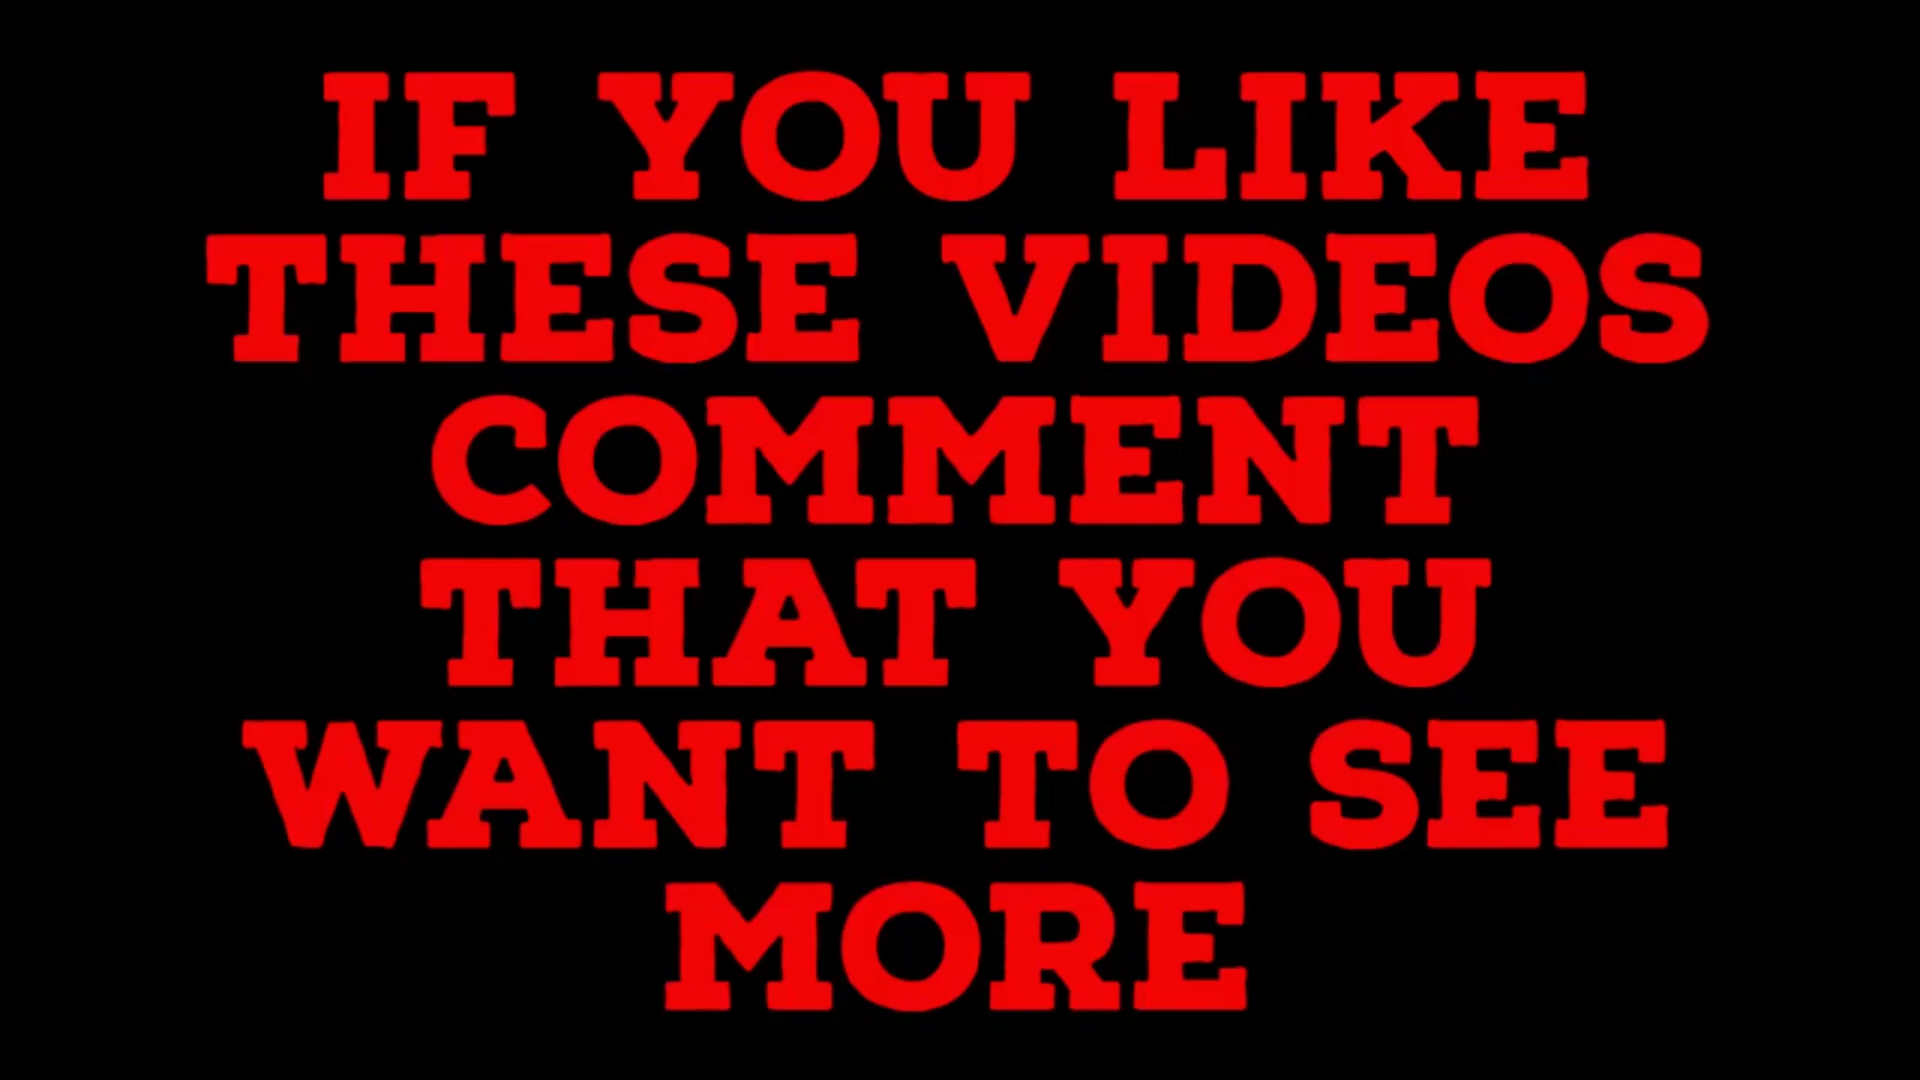 IF YOU LIKE
THESE VIDEOS
COMMENT
THAT YOU
WANT TO SEE
MORE